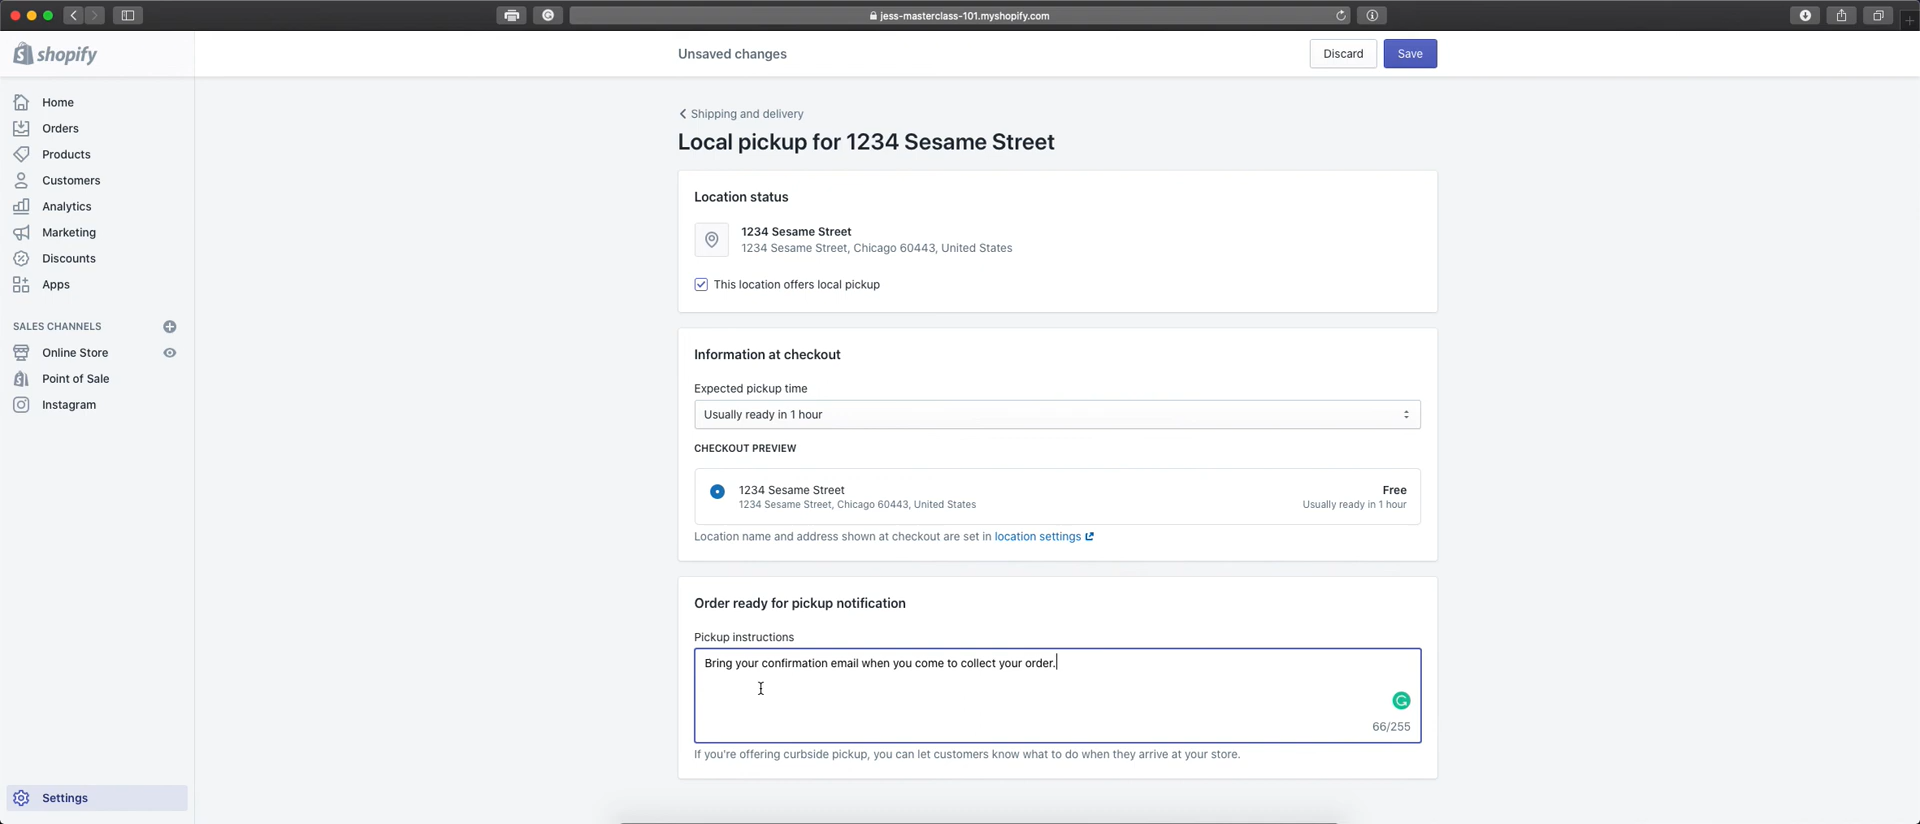 jess-masterclass-101.myshopify.com
shopify
Unsaved changes
Discard
Save
Home
Orders
Products
Customers
Analytics
Marketing
Discounts
Apps
SALES CHANNELS
Online Store
Point of Sale
Instagram
Settings
Shipping and delivery
Local pickup for 1234 Sesame Street
Location status
1234 Sesame Street
1234 Sesame Street, Chicago 60443, United States
This location offers local pickup
Information at checkout
Expected pickup time
Usually ready in 1 hour
CHECKOUT PREVIEW
1234 Sesame Street Free
1234 Sesame Street, Chicago 60443, United States Usually ready in 1 hour
Location name and address shown at checkout are set in location settings
Order ready for pickup notification
Pickup instructions
Bring your confirmation email when you come to collect your order.
66/255
If you're offering curbside pickup, you can let customers know what to do when they arrive at your store.